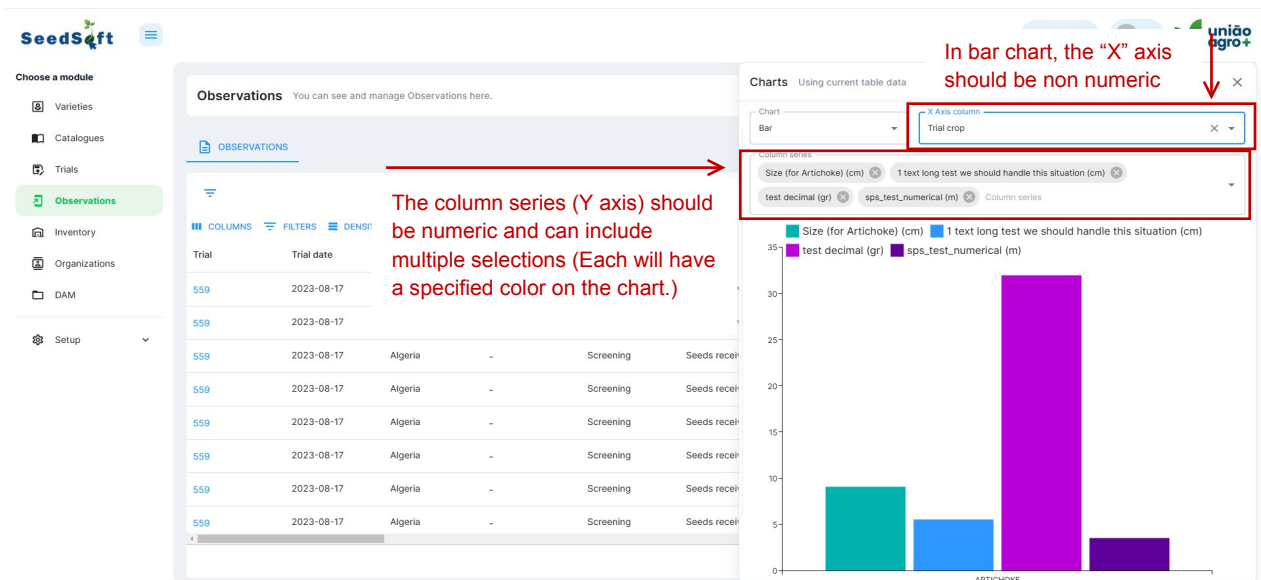 SeedSoft
união
agro+
In bar chart, the “X” axis
should be non numeric
Choose a module
Varieties
Catalogues
Trials
Observations
Inventory
Organizations
DAM
Setup
Observations You can see and manage Observations here.
OBSERVATIONS
COLUMNS FILTERS DENSIT
The column series (Y axis) should
be numeric and can include
multiple selections (Each will have
a specified color on the chart.)
Trial Trial date
559 2023-08-17
559 2023-08-17
559 2023-08-17 Algeria - Screening Seeds receiv
559 2023-08-17 Algeria - Screening Seeds receiv
559 2023-08-17 Algeria - Screening Seeds receiv
559 2023-08-17 Algeria - Screening Seeds receiv
559 2023-08-17 Algeria - Screening Seeds receiv
559 2023-08-17 Algeria - Screening Seeds receiv
Charts Using current table data
Chart
Bar
X Axis column
Trial crop
Column series
Size (for Artichoke) (cm) 1 text long test we should handle this situation (cm)
test decimal (gr) sps_test_numerical (m) Column series
Size (for Artichoke) (cm) 1 text long test we should handle this situation (cm)
test decimal (gr) sps_test_numerical (m)
35
30
25
20
15
10
5
0
ARTICHOKE